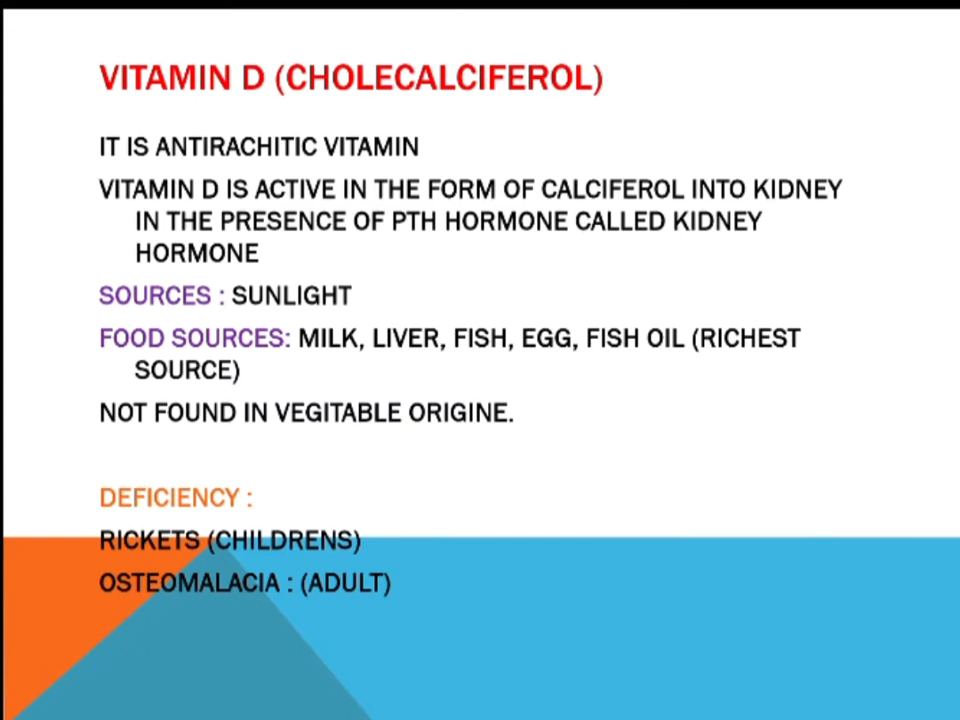 VITAMIN D (CHOLECALCIFEROL)
IT IS ANTIRACHITIC VITAMIN
VITAMIN D IS ACTIVE IN THE FORM OF CALCIFEROL INTO KIDNEY
IN THE PRESENCE OF PTH HORMONE CALLED KIDNEY
HORMONE
SOURCES : SUNLIGHT
FOOD SOURCES: MILK, LIVER, FISH, EGG, FISH OIL (RICHEST
SOURCE)
NOT FOUND IN VEGITABLE ORIGINE.
DEFICIENCY :
RICKETS (CHILDRENS)
OSTEOMALACIA : (ADULT)